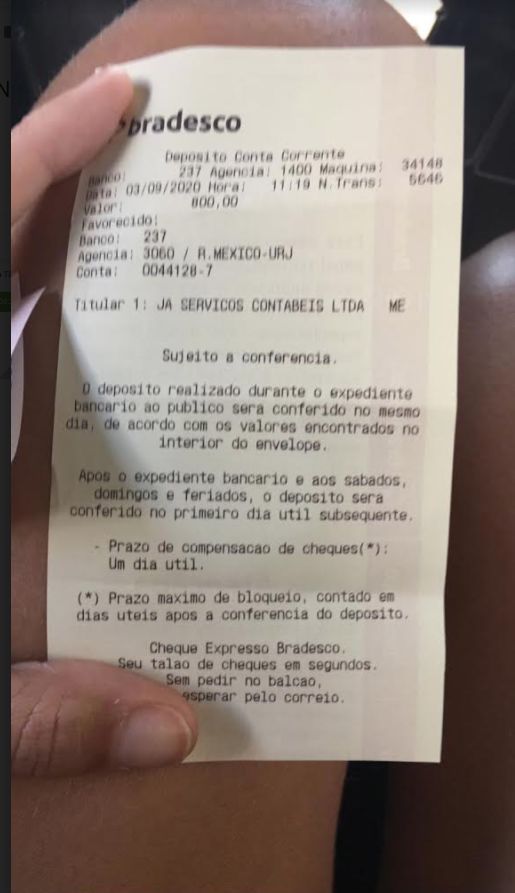 bradesco
Deposito Conta Corrente
Banco: 237 Agencia: 1400 Maquina: 34148
Data: 03/09/2020 Hora: 11:19 N.Trans: 5646
Valor: 800,00
Favorecido:
Banco: 237
Agencia: 3060 / R.MEXICO-URJ
Conta: 0044128-7
Titular 1: JA SERVICOS CONTABEIS LTDA ME
Sujeito a conferencia.
O deposito realizado durante o expediente
bancario ao publico sera conferido no mesmo
dia, de acordo com os valores encontrados no
interior do envelope.
Apos o expediente bancario e aos sabados,
domingos e feriados, o deposito sera
conferido no primeiro dia util subsequente.
- Prazo de compensacao de cheques(*):
Um dia util.
(*) Prazo maximo de bloqueio, contado em
dias uteis apos a conferencia do deposito.
Cheque Expresso Bradesco.
Seu talao de cheques em segundos.
Sem pedir no balcao,
esperar pelo correio.